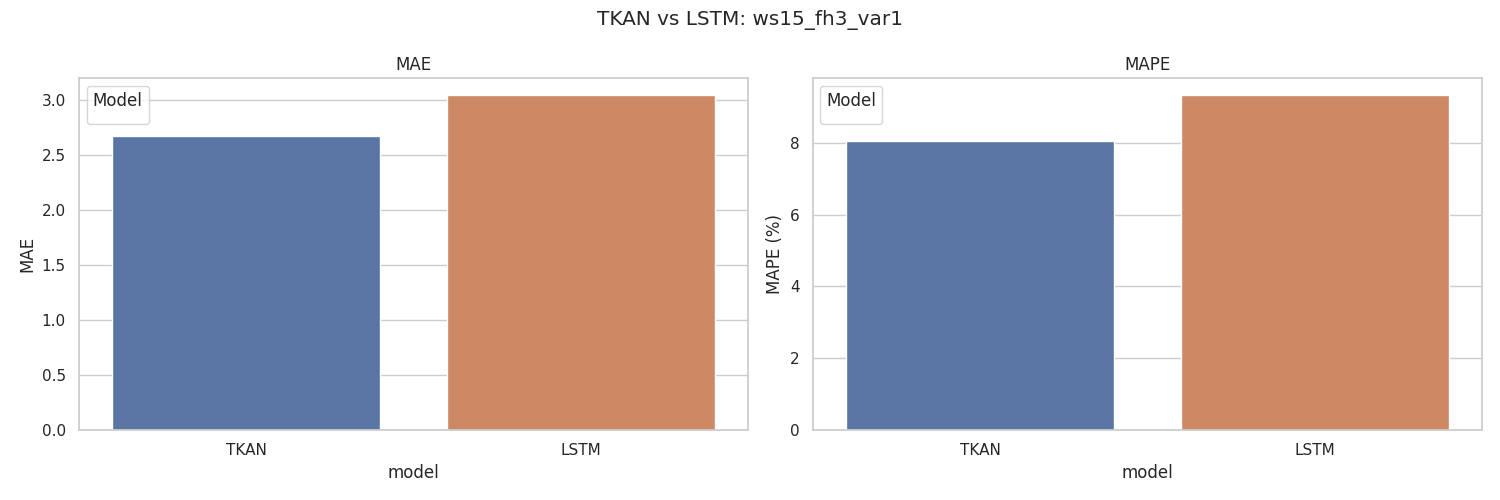 TKAN vs LSTM: ws15_fh3_var1
MAE
Model
3.0
2.5
2.0
1.5
1.0
0.5
0.0
MAE
TKAN
LSTM
model
MAPE
Model
8
6
4
2
0
MAPE (%)
TKAN
LSTM
model